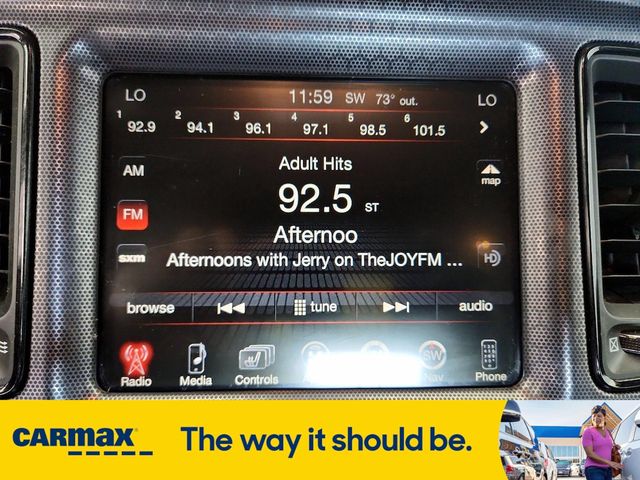 LO 11:59 SW 73° out. LO
1 92.9 2 94.1 3 96.1 4 97.1 5 98.5 6 101.5
AM
Adult Hits
map
FM
92.5 ST
Afternoo
sxm
Afternoons with Jerry on TheJOYFM ...
HD
browse
tune
audio
Radio Media Controls Nav Phone
SW
CARMAX The way it should be.